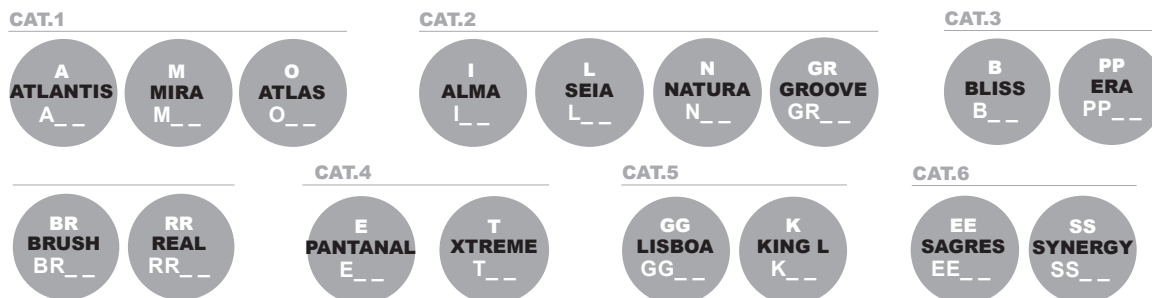 CAT.1
A
ATLANTIS
A_ _
M
MIRA
M_ _
O
ATLAS
O_ _
CAT.2
I
ALMA
I_ _
L
SEIA
L_ _
N
NATURA
N_ _
GR
GROOVE
GR_ _
CAT.3
B
BLISS
B_ _
PP
ERA
PP_ _
BR
BRUSH
BR_ _
RR
REAL
RR_ _
CAT.4
E
PANTANAL
E_ _
T
XTREME
T_ _
CAT.5
GG
LISBOA
GG_ _
K
KING L
K_ _
CAT.6
EE
SAGRES
EE_ _
SS
SYNERGY
SS_ _